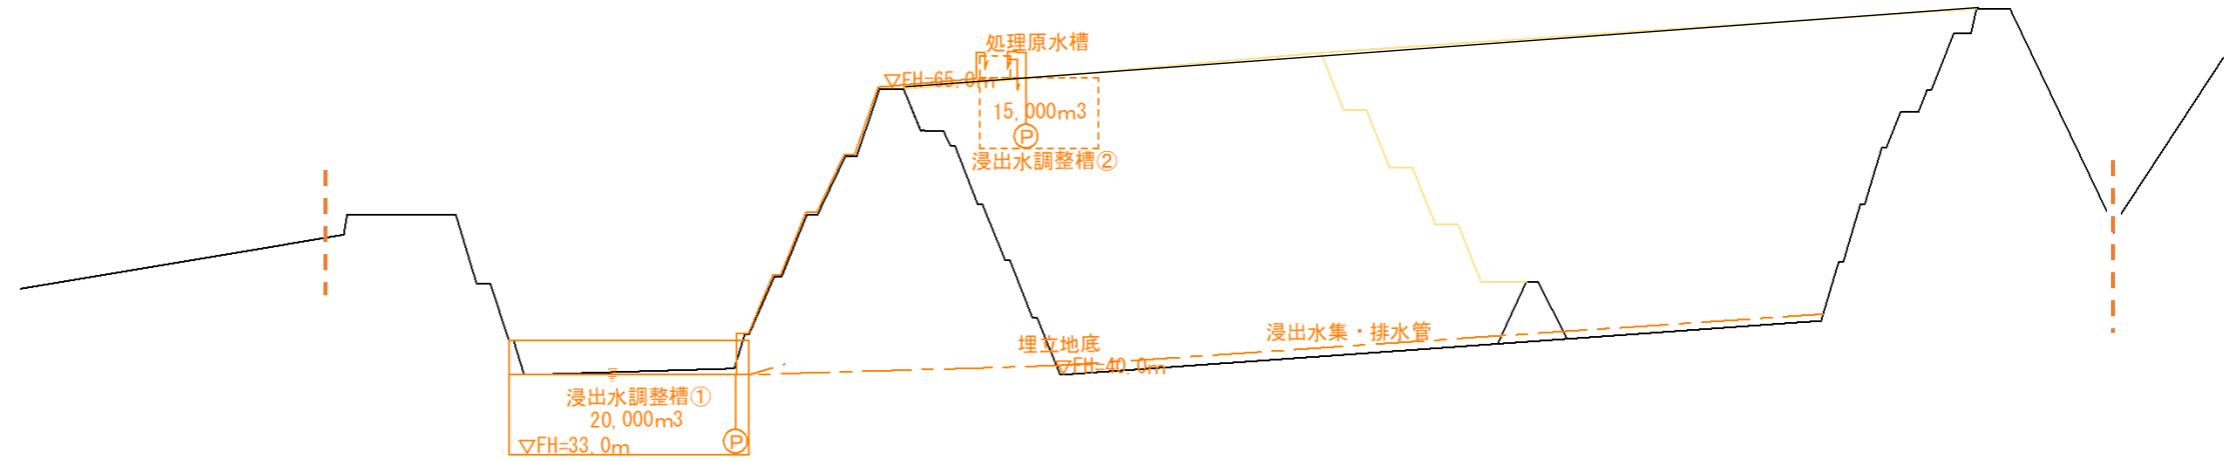 処理原水槽
▽FH=65.0m
15,000m3
P
浸出水調整槽②
浸出水集・排水管
埋立地底
▽FH=40.0m
浸出水調整槽①
20,000m3
P
▽FH=33.0m